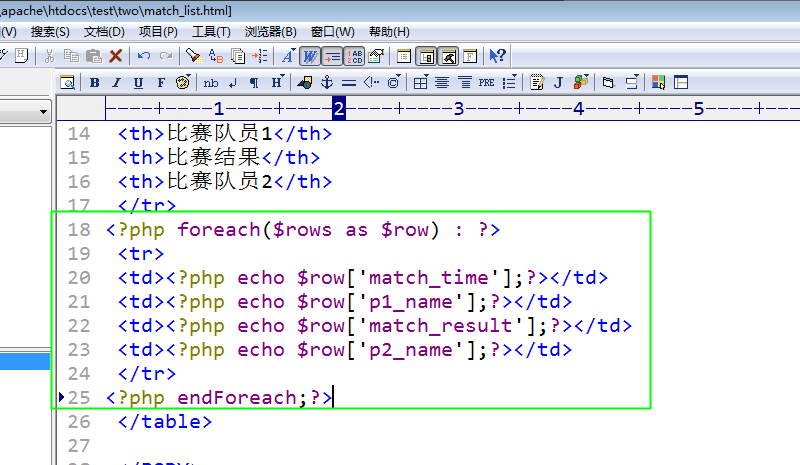 \apache\htdocs\test\two\match_list.html]
(V) 搜索(S) 文档(D) 项目(P) 工具(T) 浏览器(B) 窗口(W) 帮助(H)
B I U F nb ¶ H PRE J
1 2 3 4 5
14 <th>比赛队员1</th>
15 <th>比赛结果</th>
16 <th>比赛队员2</th>
17 </tr>
18 <?php foreach($rows as $row) : ?>
19 <tr>
20 <td><?php echo $row['match_time'];?></td>
21 <td><?php echo $row['p1_name'];?></td>
22 <td><?php echo $row['match_result'];?></td>
23 <td><?php echo $row['p2_name'];?></td>
24 </tr>
25 <?php endForeach;?>
26 </table>
27